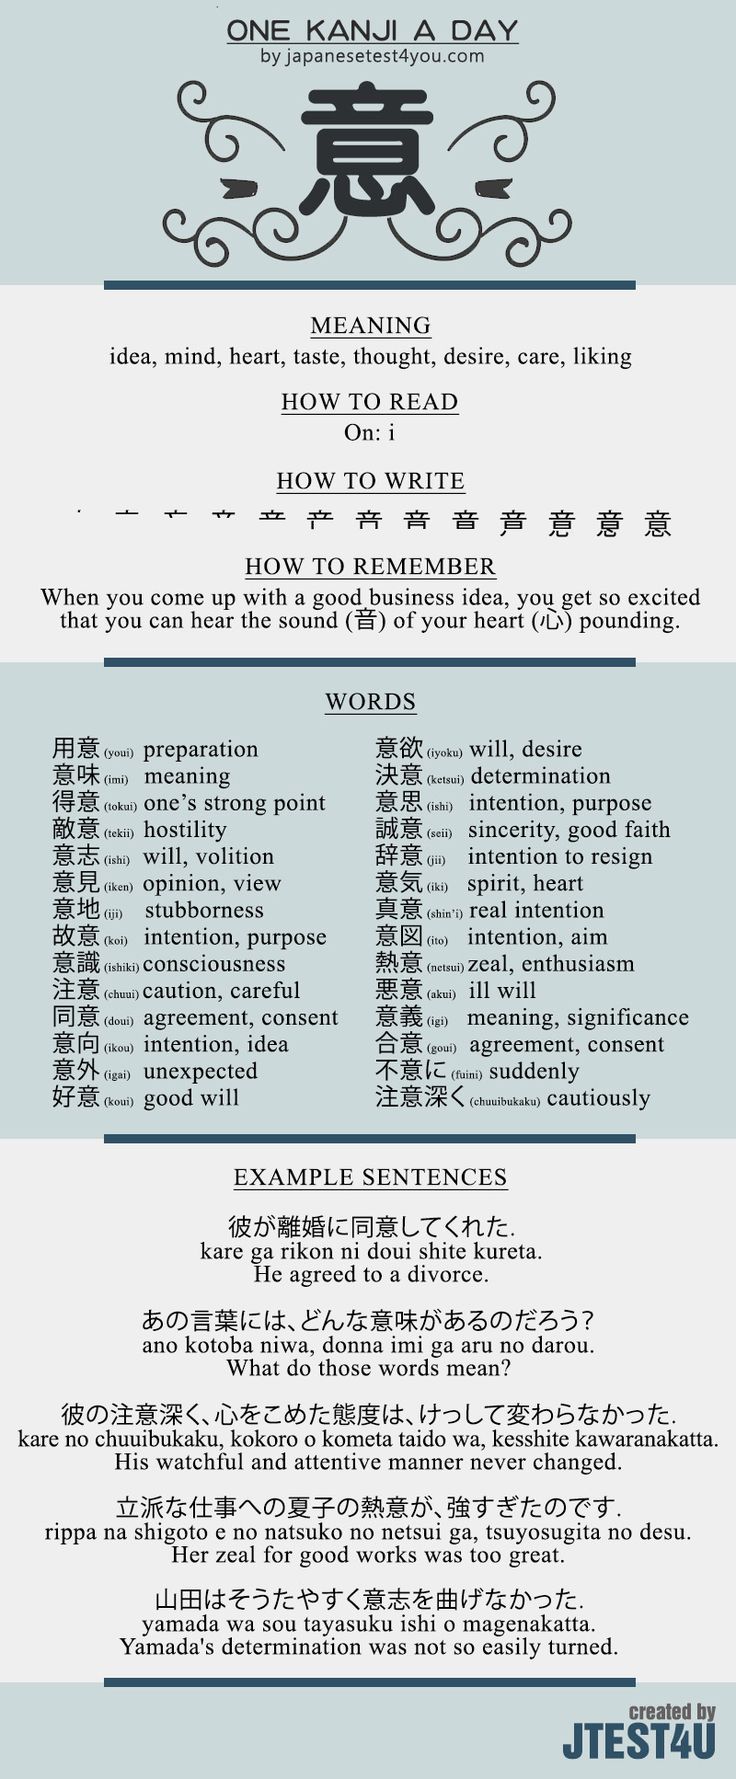 ONE KANJI A DAY
by japanesetest4you.com
意
MEANING
idea, mind, heart, taste, thought, desire, care, liking
HOW TO READ
On: i
HOW TO WRITE
意
HOW TO REMEMBER
When you come up with a good business idea, you get so excited
that you can hear the sound (音) of your heart (心) pounding.
WORDS
用意 (youi) preparation
意味 (imi) meaning
得意 (tokui) one's strong point
敵意 (tekii) hostility
意志 (ishi) will, volition
意見 (iken) opinion, view
意地 (iji) stubborness
故意 (koi) intention, purpose
意識 (ishiki) consciousness
注意 (chuui) caution, careful
同意 (doui) agreement, consent
意向 (ikou) intention, idea
意外 (igai) unexpected
好意 (koui) good will
意欲 (iyoku) will, desire
決意 (ketsui) determination
意思 (ishi) intention, purpose
誠意 (seii) sincerity, good faith
辞意 (jii) intention to resign
意気 (iki) spirit, heart
真意 (shin'i) real intention
意図 (ito) intention, aim
熱意 (netsui) zeal, enthusiasm
悪意 (akui) ill will
意義 (igi) meaning, significance
合意 (goui) agreement, consent
不意に (fuini) suddenly
注意深く (chuuibukaku) cautiously
EXAMPLE SENTENCES
彼が離婚に同意してくれた.
kare ga rikon ni doui shite kureta.
He agreed to a divorce.
あの言葉には、どんな意味があるのだろう?
ano kotoba niwa, donna imi ga aru no darou.
What do those words mean?
彼の注意深く、心をこめた態度は、けっして変わらなかった.
kare no chuuibukaku, kokoro o kometa taido wa, kesshite kawaranakatta.
His watchful and attentive manner never changed.
立派な仕事への夏子の熱意が、強すぎたのです.
rippa na shigoto e no natsuko no netsui ga, tsuyosugita no desu.
Her zeal for good works was too great.
山田はそうたやすく意志を曲げなかった.
yamada wa sou tayasuku ishi o magenakatta.
Yamada's determination was not so easily turned.
created by
JTEST4U